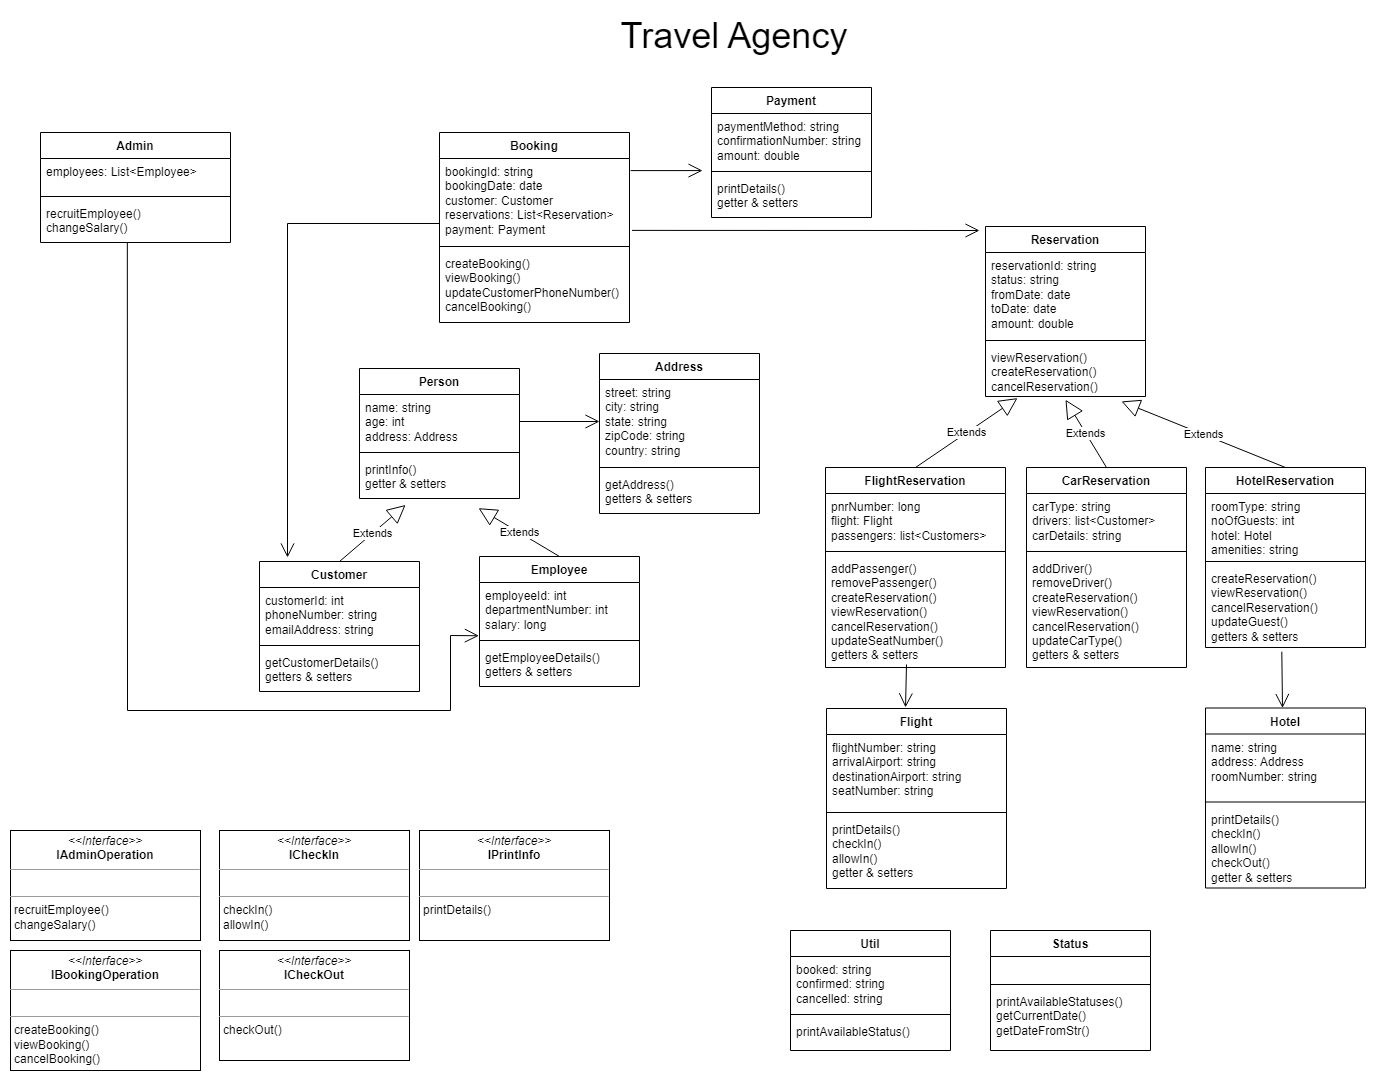 Travel Agency
Payment
paymentMethod: string
confirmationNumber: string
amount: double
printDetails()
getter & setters
Admin
employees: List<Employee>
recruitEmployee()
changeSalary()
Booking
bookingId: string
bookingDate: date
customer: Customer
reservations: List<Reservation>
payment: Payment
createBooking()
viewBooking()
updateCustomerPhoneNumber()
cancelBooking()
Reservation
reservationId: string
status: string
fromDate: date
toDate: date
amount: double
viewReservation()
createReservation()
cancelReservation()
Person
name: string
age: int
address: Address
printInfo()
getter & setters
Address
street: string
city: string
state: string
zipCode: string
country: string
getAddress()
getters & setters
Extends
Extends
Extends
Extends
Extends
Customer
customerId: int
phoneNumber: string
emailAddress: string
getCustomerDetails()
getters & setters
Employee
employeeId: int
departmentNumber: int
salary: long
getEmployeeDetails()
getters & setters
FlightReservation
pnrNumber: long
flight: Flight
passengers: list<Customers>
addPassenger()
removePassenger()
createReservation()
viewReservation()
cancelReservation()
updateSeatNumber()
getters & setters
CarReservation
carType: string
drivers: list<Customer>
carDetails: string
addDriver()
removeDriver()
createReservation()
viewReservation()
cancelReservation()
updateCarType()
getters & setters
HotelReservation
roomType: string
noOfGuests: int
hotel: Hotel
amenities: string
createReservation()
viewReservation()
cancelReservation()
updateGuest()
getters & setters
Flight
flightNumber: string
arrivalAirport: string
destinationAirport: string
seatNumber: string
printDetails()
checkIn()
allowIn()
getter & setters
Hotel
name: string
address: Address
roomNumber: string
printDetails()
checkIn()
allowIn()
checkOut()
getter & setters
<<Interface>>
IAdminOperation
recruitEmployee()
changeSalary()
<<Interface>>
ICheckIn
checkIn()
allowIn()
<<Interface>>
IPrintInfo
printDetails()
<<Interface>>
IBookingOperation
createBooking()
viewBooking()
cancelBooking()
<<Interface>>
ICheckOut
checkOut()
Util
booked: string
confirmed: string
cancelled: string
printAvailableStatus()
Status
printAvailableStatuses()
getCurrentDate()
getDateFromStr()